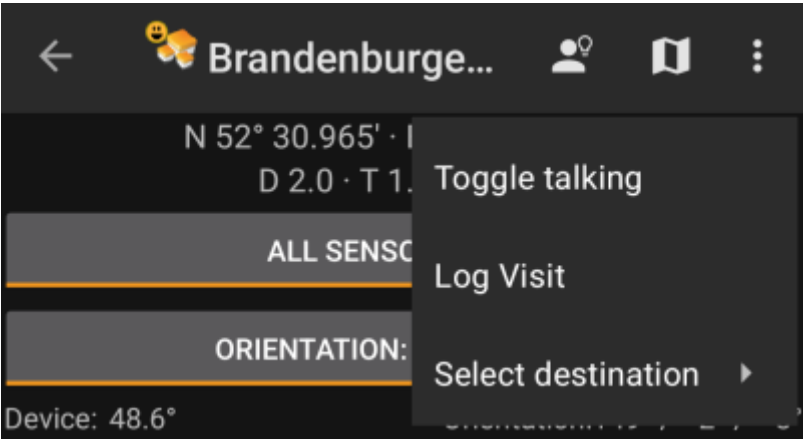 Brandenburge...
N 52° 30.965' ·
D 2.0 · T 1.
Toggle talking
ALL SENSO
Log Visit
ORIENTATION:
Select destination
Device: 48.6°